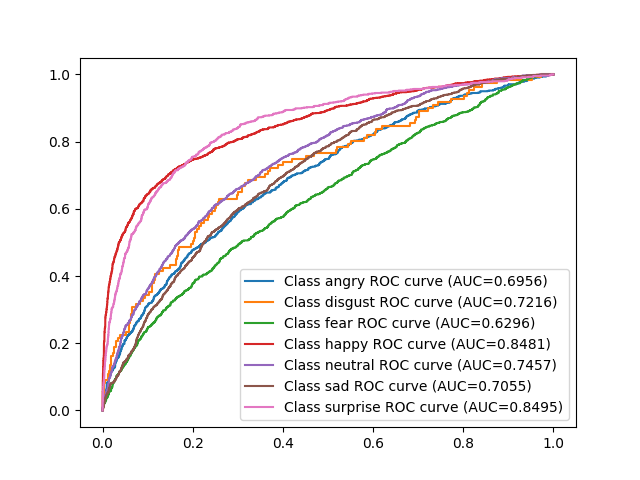 1.0
0.8
0.6
0.4
0.2
0.0
0.0 0.2 0.4 0.6 0.8 1.0
Class angry ROC curve (AUC=0.6956)
Class disgust ROC curve (AUC=0.7216)
Class fear ROC curve (AUC=0.6296)
Class happy ROC curve (AUC=0.8481)
Class neutral ROC curve (AUC=0.7457)
Class sad ROC curve (AUC=0.7055)
Class surprise ROC curve (AUC=0.8495)